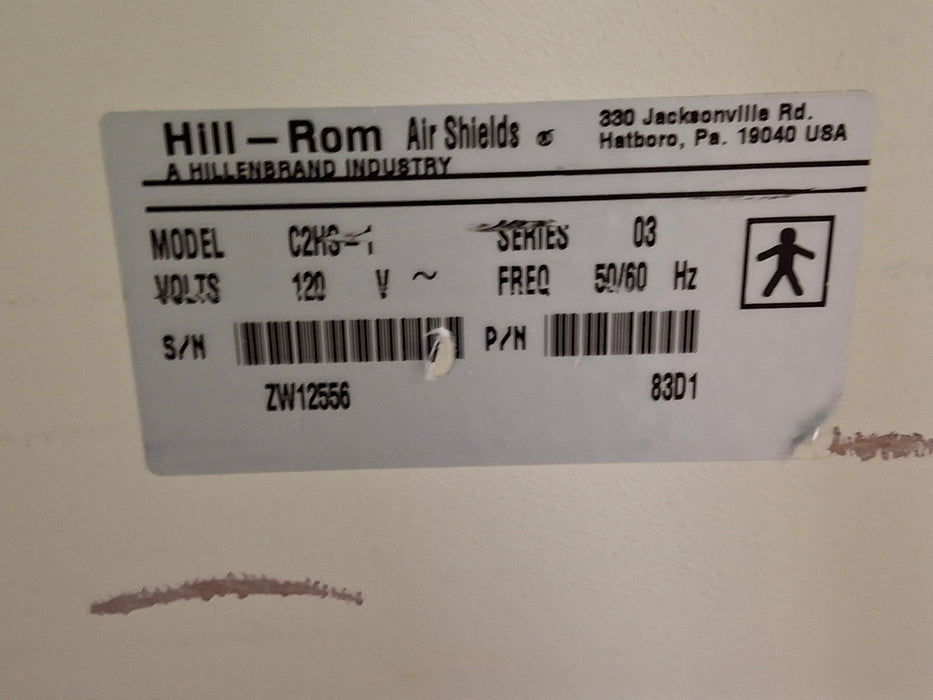 Hill-Rom Air Shields ®
330 Jacksonville Rd.
Hatboro, Pa. 19040 USA
A HILLENBRAND INDUSTRY
MODEL C2HS-1 SERIES 03
VOLTS 120 V ~ FREQ 50/60 Hz
S/N P/N
ZW12556 83D1